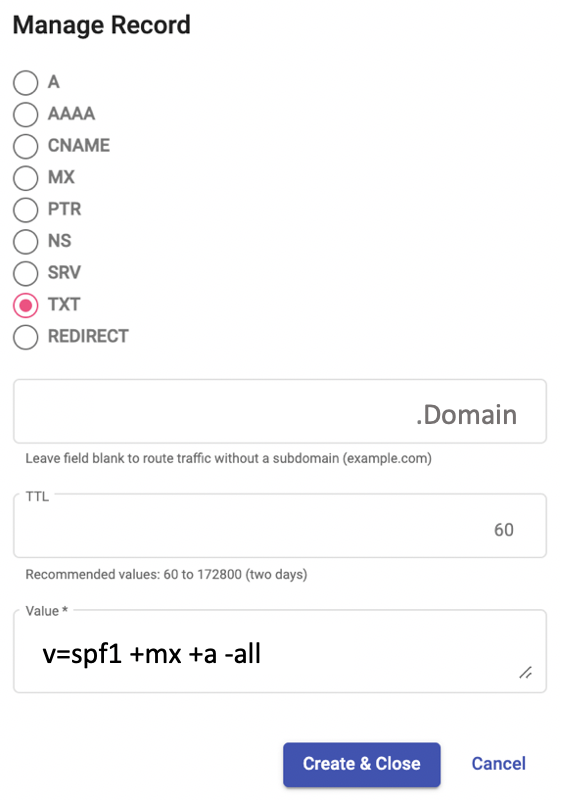 Manage Record
A
AAAA
CNAME
MX
PTR
NS
SRV
TXT
REDIRECT
.Domain
Leave field blank to route traffic without a subdomain (example.com)
TTL
60
Recommended values: 60 to 172800 (two days)
Value *
v=spf1 +mx +a -all
Create & Close Cancel